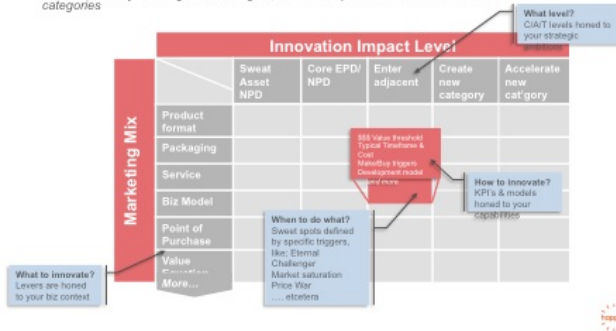 categories
What level?
C/A/T levels honed to
your strategic
ambitions
Innovation Impact Level
Sweat
Asset
NPD
Core EPD/
NPD
Enter
adjacent
Create
new
category
Accelerate
new
cat'gory
Marketing Mix
Product
format
Packaging
Service
Biz Model
Point of
Purchase
Value
More...
$$$ Value threshold
Typical Timeframe &
Cost
Make/Buy triggers
Development model
and more
How to innovate?
KPI's & models
honed to your
capabilities
When to do what?
Sweet spots defined
by specific triggers,
like; Eternal
Challenger
Market saturation
Price War
...., etcetera
What to innovate?
Levers are honed
to your biz context